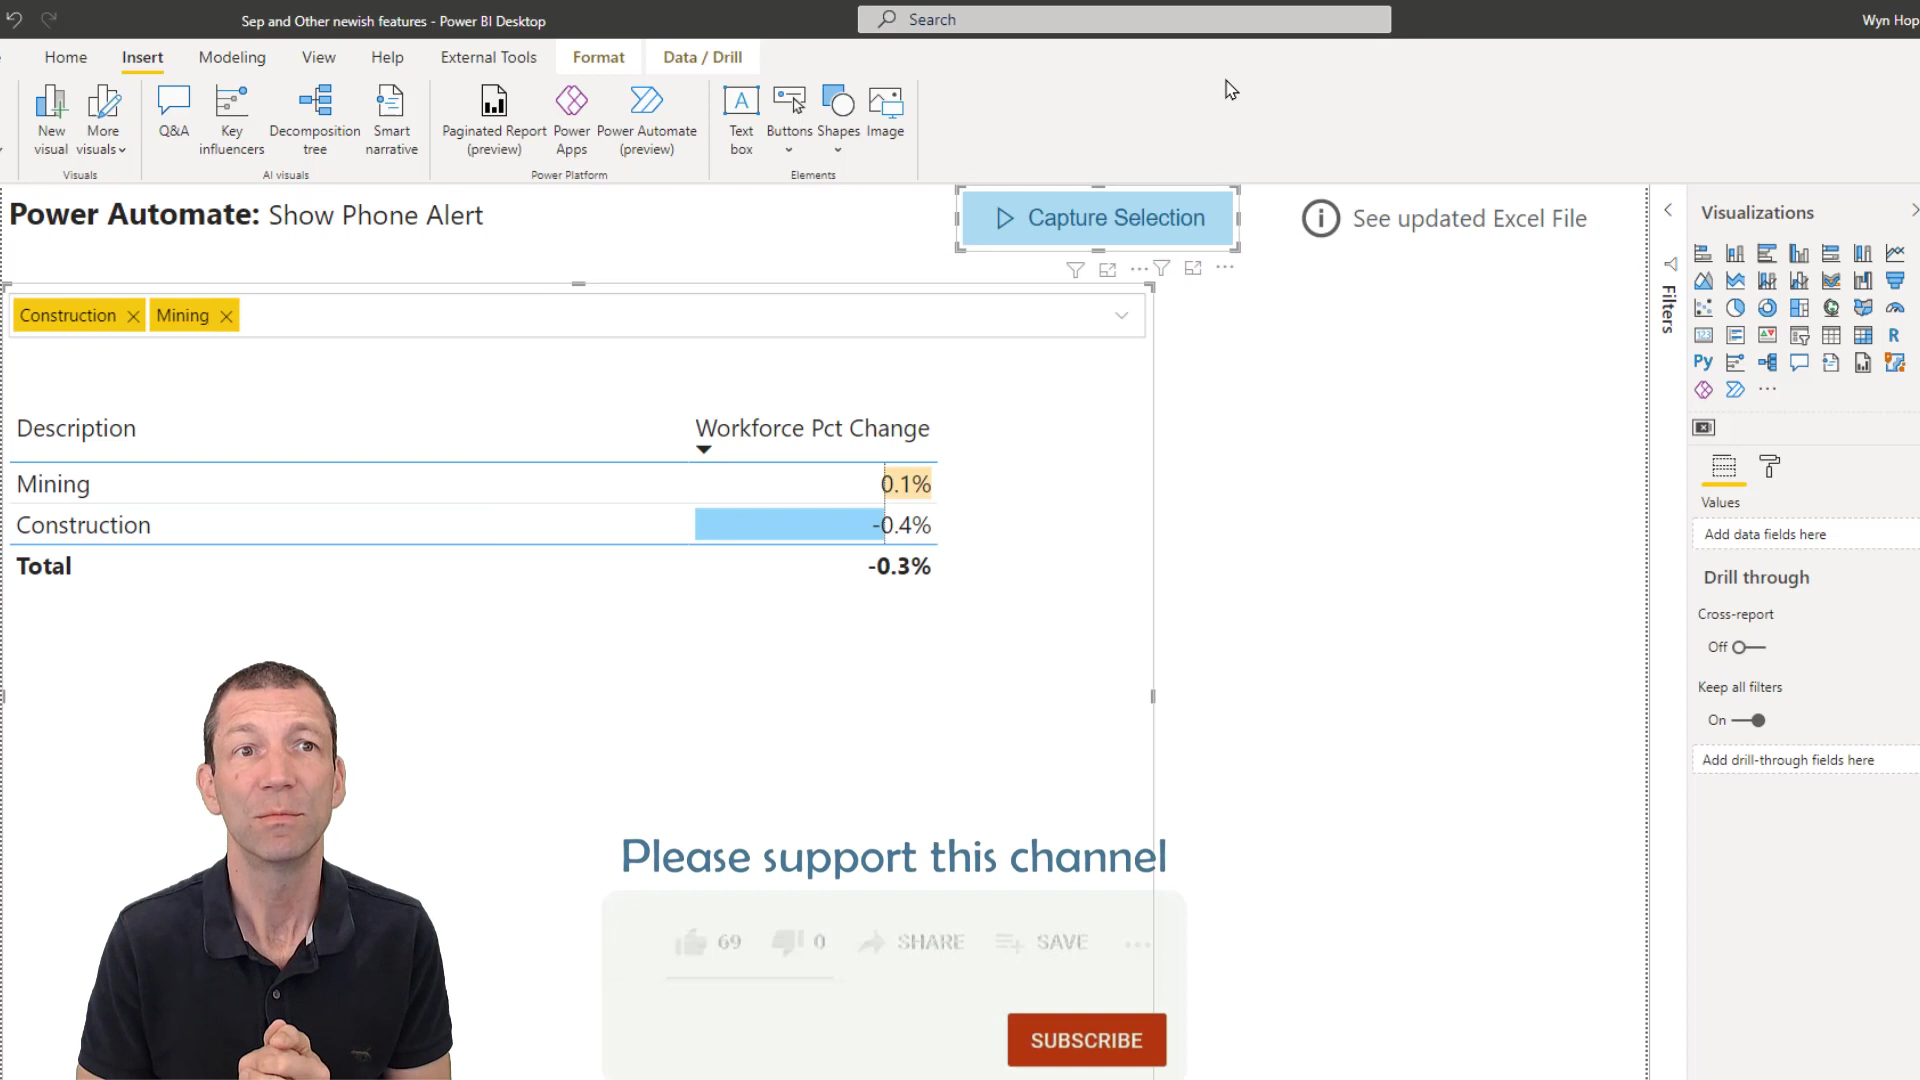 Sep and Other newish features - Power BI Desktop
Search
Wyn Hop
Home Insert Modeling View Help External Tools Format Data / Drill
New visual
More visuals
Q&A
Key influencers
Decomposition tree
Smart narrative
Paginated Report (preview)
Power Apps
Power Automate (preview)
Text box
Buttons
Shapes
Image
Visuals
AI visuals
Power Platform
Elements
Power Automate: Show Phone Alert
Capture Selection
See updated Excel File
Construction
Mining
Description Workforce Pct Change
Mining 0.1%
Construction -0.4%
Total -0.3%
Please support this channel
69 0 SHARE SAVE
SUBSCRIBE
Filters
Visualizations
R
Py
Values
Add data fields here
Drill through
Cross-report
Off
Keep all filters
On
Add drill-through fields here